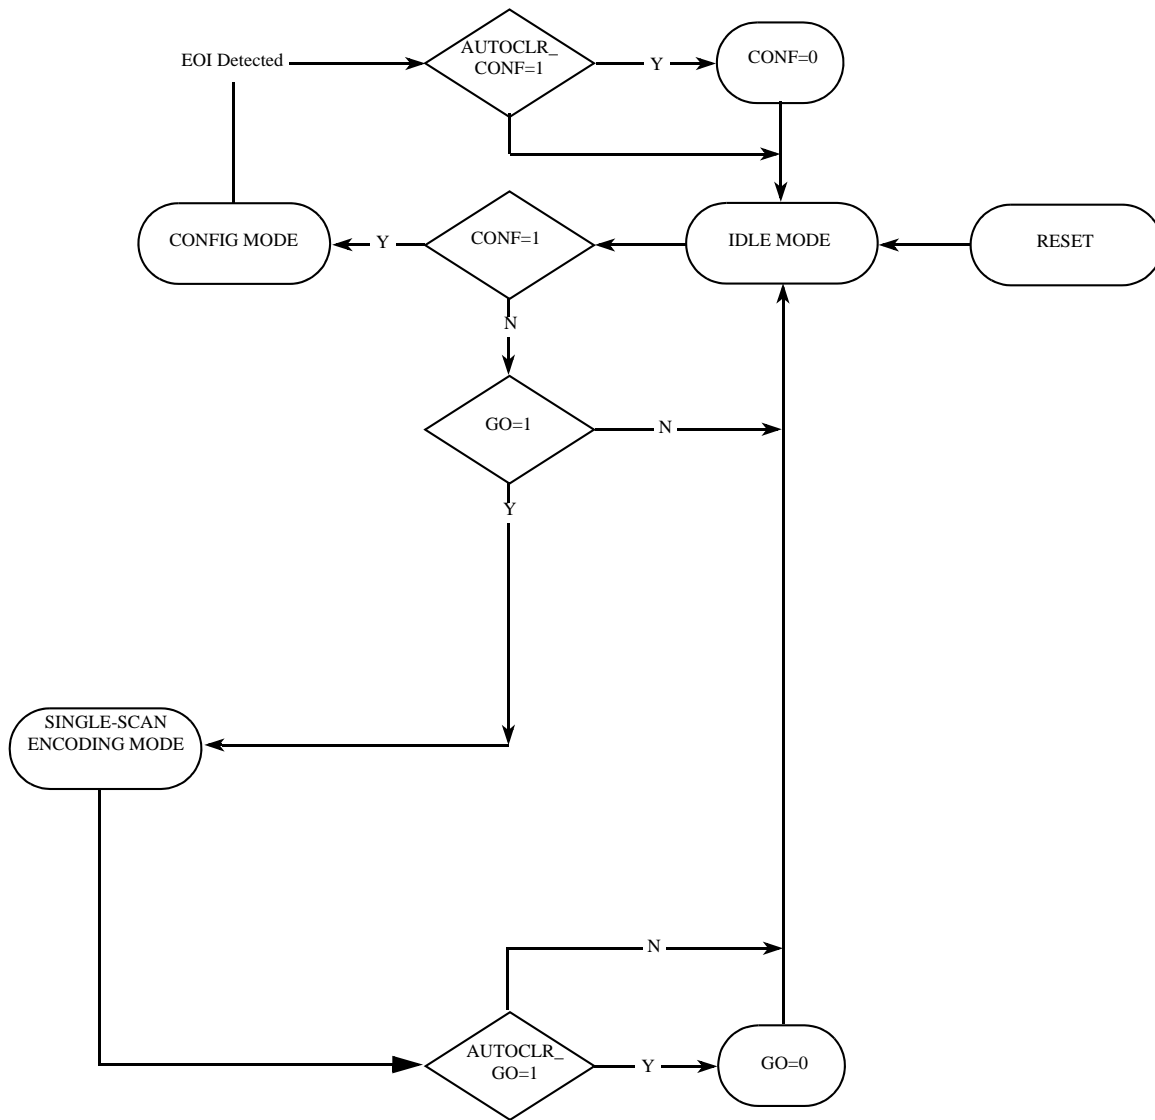 EOI Detected
AUTOCLR_
CONF=1
Y
CONF=0
CONFIG MODE
Y
CONF=1
IDLE MODE
RESET
N
GO=1
N
Y
SINGLE-SCAN
ENCODING MODE
N
AUTOCLR_
GO=1
Y
GO=0